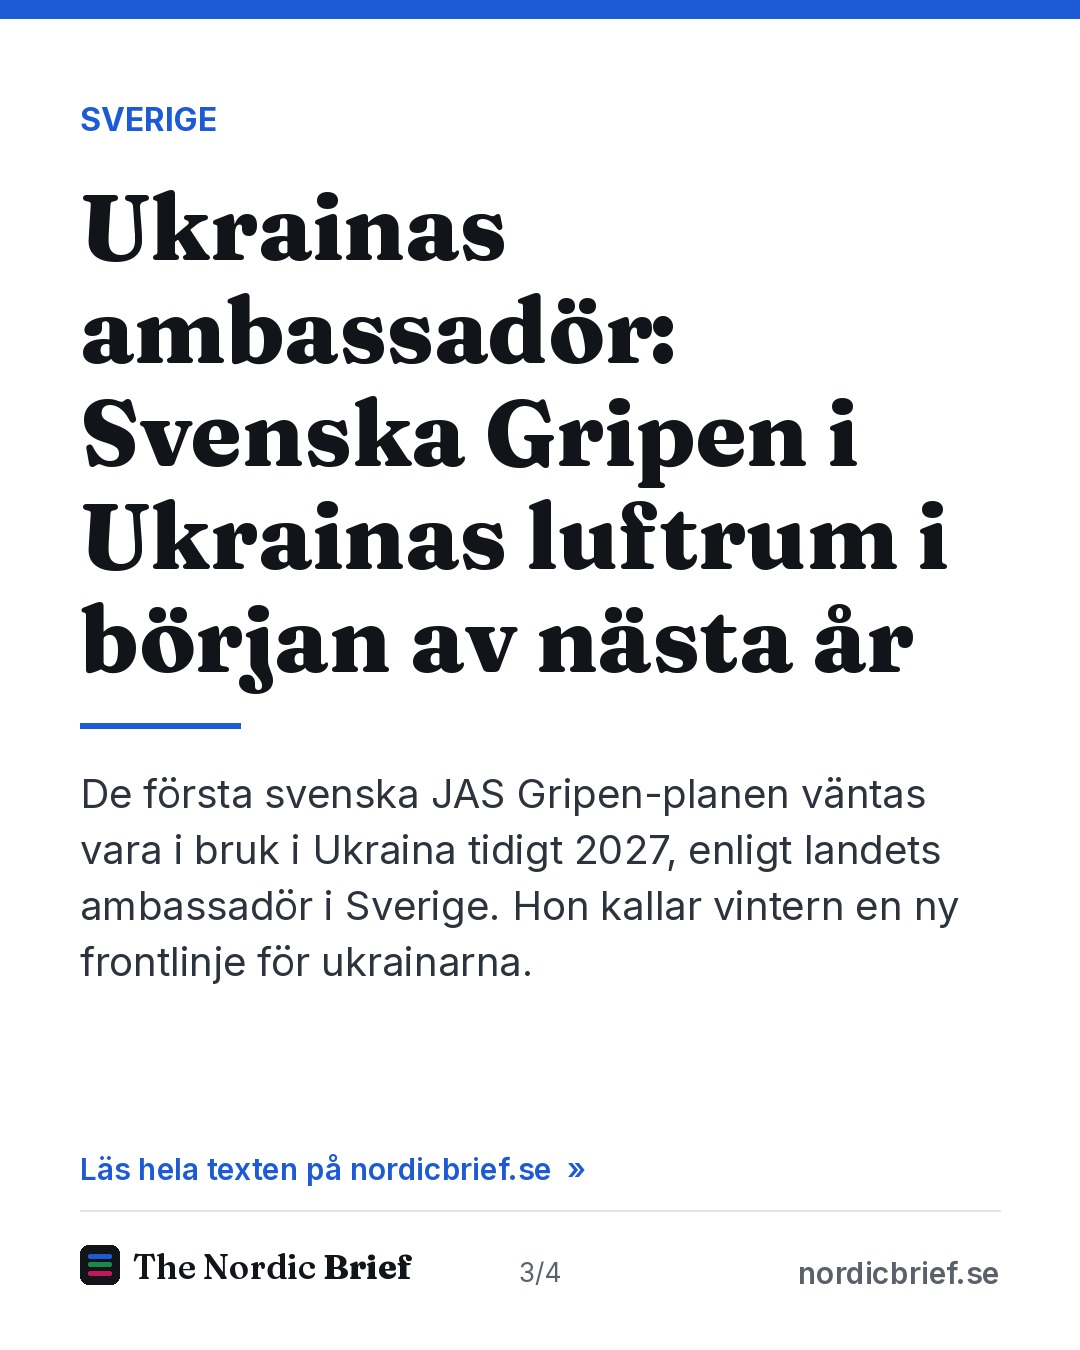 SVERIGE
Ukrainas
ambassadör:
Svenska Gripen i
Ukrainas luftrum i
början av nästa år
De första svenska JAS Gripen-planen väntas
vara i bruk i Ukraina tidigt 2027, enligt landets
ambassadör i Sverige. Hon kallar vintern en ny
frontlinje för ukrainarna.
Läs hela texten på nordicbrief.se »
The Nordic Brief 3/4 nordicbrief.se